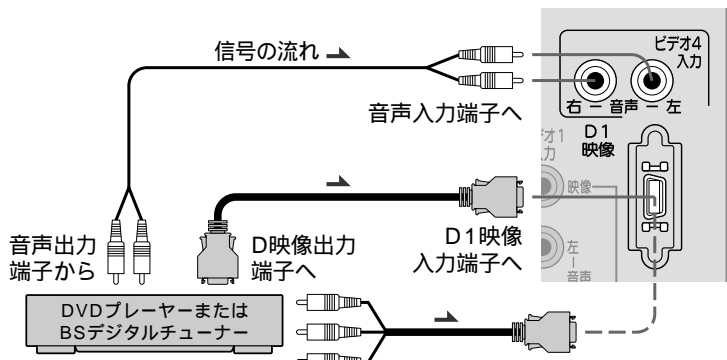 信号の流れ
ビデオ4
入力
右 － 音声 － 左
音声入力端子へ
D1
映像
映像
左
音声
音声出力
端子から
D映像出力
端子へ
D1映像
入力端子へ
DVDプレーヤーまたは
BSデジタルチューナー